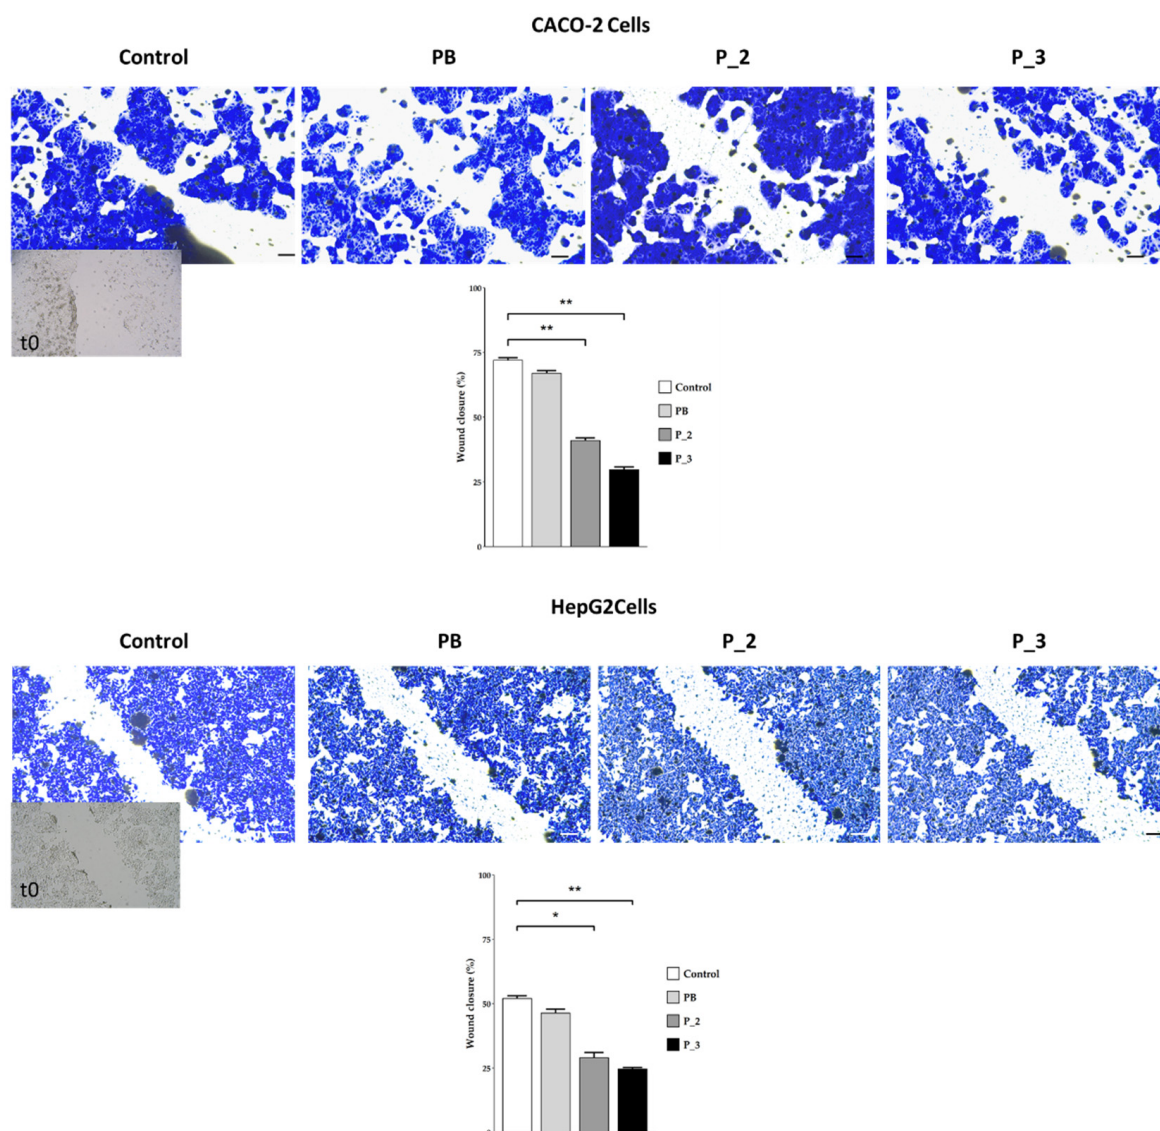 CACO-2 Cells
Control PB P_2 P_3
t0
100
**
**
75
50
25
0
Wound closure (%)
Control
PB
P_2
P_3
HepG2Cells
Control PB P_2 P_3
t0
100
**
*
75
50
25
Wound closure (%)
Control
PB
P_2
P_3